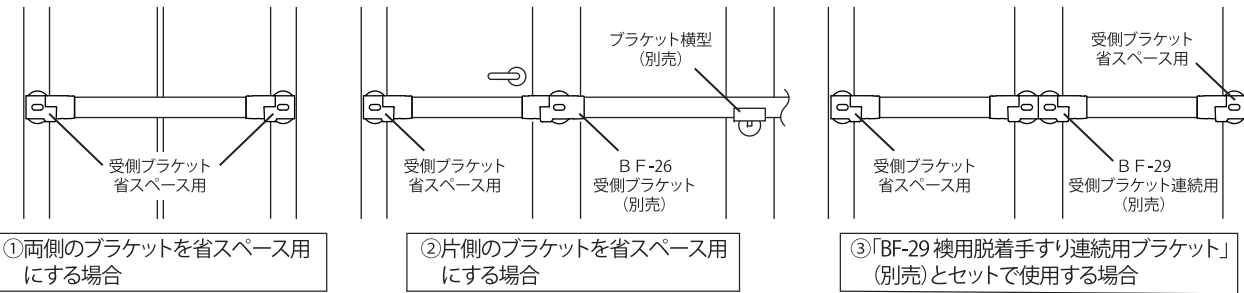 受側ブラケット
省スペース用
①両側のブラケットを省スペース用
にする場合
ブラケット横型
(別売)
受側ブラケット
省スペース用
BF-26
受側ブラケット
(別売)
②片側のブラケットを省スペース用
にする場合
受側ブラケット
省スペース用
受側ブラケット
省スペース用
BF-29
受側ブラケット連続用
(別売)
③「BF-29 襖用脱着手すり連続用ブラケット」
(別売)とセットで使用する場合